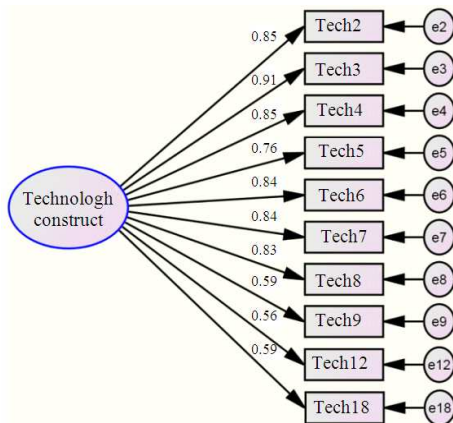 Tech2
e2
0.85
Tech3
e3
0.91
Tech4
e4
0.85
Tech5
e5
0.76
Tech6
e6
0.84
Technologh
construct
Tech7
e7
0.84
Tech8
e8
0.83
Tech9
e9
0.59
Tech12
e12
0.56
Tech18
e18
0.59